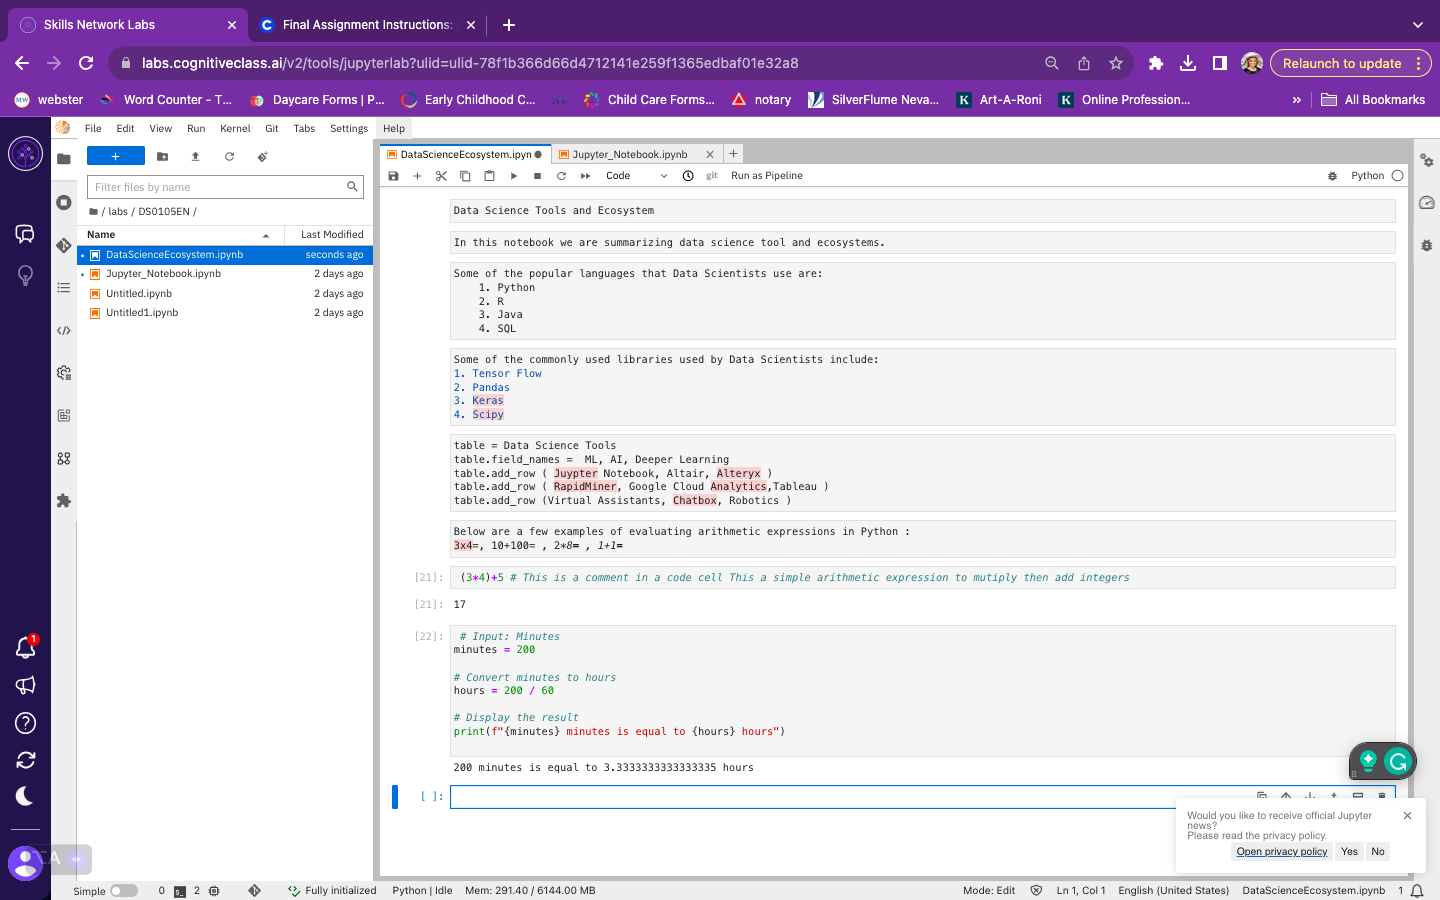 Skills Network Labs
Final Assignment Instructions:
labs.cognitiveclass.ai/v2/tools/jupyterlab?ulid=ulid-78f1b366d66d4712141e259f1365edbaf01e32a8
Relaunch to update
webster
Word Counter - T...
Daycare Forms | P...
Early Childhood C...
Child Care Forms...
notary
SilverFlume Neva...
Art-A-Roni
Online Profession...
»
All Bookmarks
File Edit View Run Kernel Git Tabs Settings Help
Filter files by name
/ labs / DS0105EN /
Name Last Modified
DataScienceEcosystem.ipynb seconds ago
Jupyter_Notebook.ipynb 2 days ago
Untitled.ipynb 2 days ago
Untitled1.ipynb 2 days ago
DataScienceEcosystem.ipyn
Jupyter_Notebook.ipynb
Code git Run as Pipeline Python
Data Science Tools and Ecosystem
In this notebook we are summarizing data science tool and ecosystems.
Some of the popular languages that Data Scientists use are:
1. Python
2. R
3. Java
4. SQL
Some of the commonly used libraries used by Data Scientists include:
1. Tensor Flow
2. Pandas
3. Keras
4. Scipy
table = Data Science Tools
table.field_names =  ML, AI, Deeper Learning
table.add_row ( Juypter Notebook, Altair, Alteryx )
table.add_row ( RapidMiner, Google Cloud Analytics,Tableau )
table.add_row (Virtual Assistants, Chatbox, Robotics )
Below are a few examples of evaluating arithmetic expressions in Python :
3x4=, 10+100= , 2*8= , 1+1=
[21]: (3*4)+5 # This is a comment in a code cell This a simple arithmetic expression to mutiply then add integers
[21]: 17
[22]: # Input: Minutes
minutes = 200
# Convert minutes to hours
hours = 200 / 60
# Display the result
print(f"{minutes} minutes is equal to {hours} hours")
200 minutes is equal to 3.3333333333333335 hours
[ ]:
Would you like to receive official Jupyter
news?
Please read the privacy policy.
Open privacy policy Yes No
Simple 0 2 Fully initialized Python | Idle Mem: 291.40 / 6144.00 MB Mode: Edit Ln 1, Col 1 English (United States) DataScienceEcosystem.ipynb 1